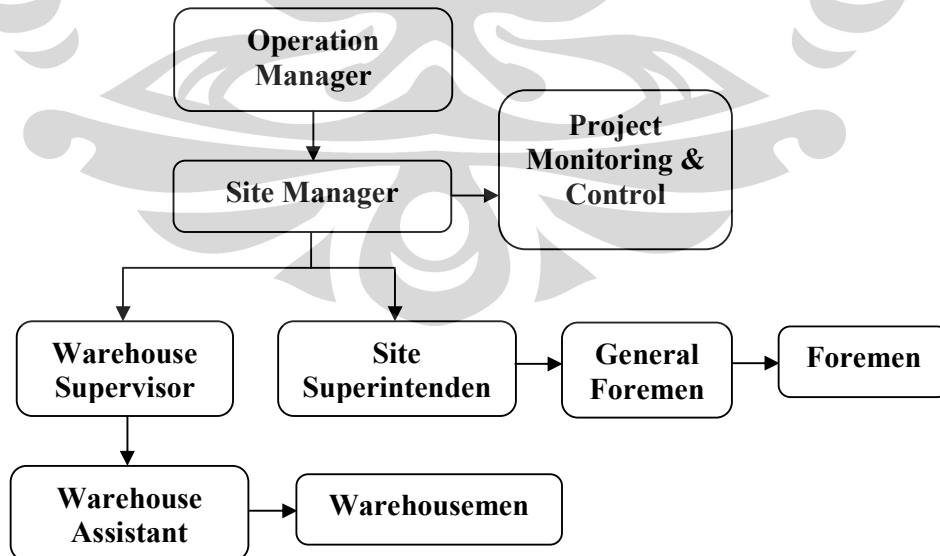 Operation
Manager
Project
Monitoring &
Control
Site Manager
Warehouse
Supervisor
Site
Superintenden
General
Foremen
Foremen
Warehouse
Assistant
Warehousemen